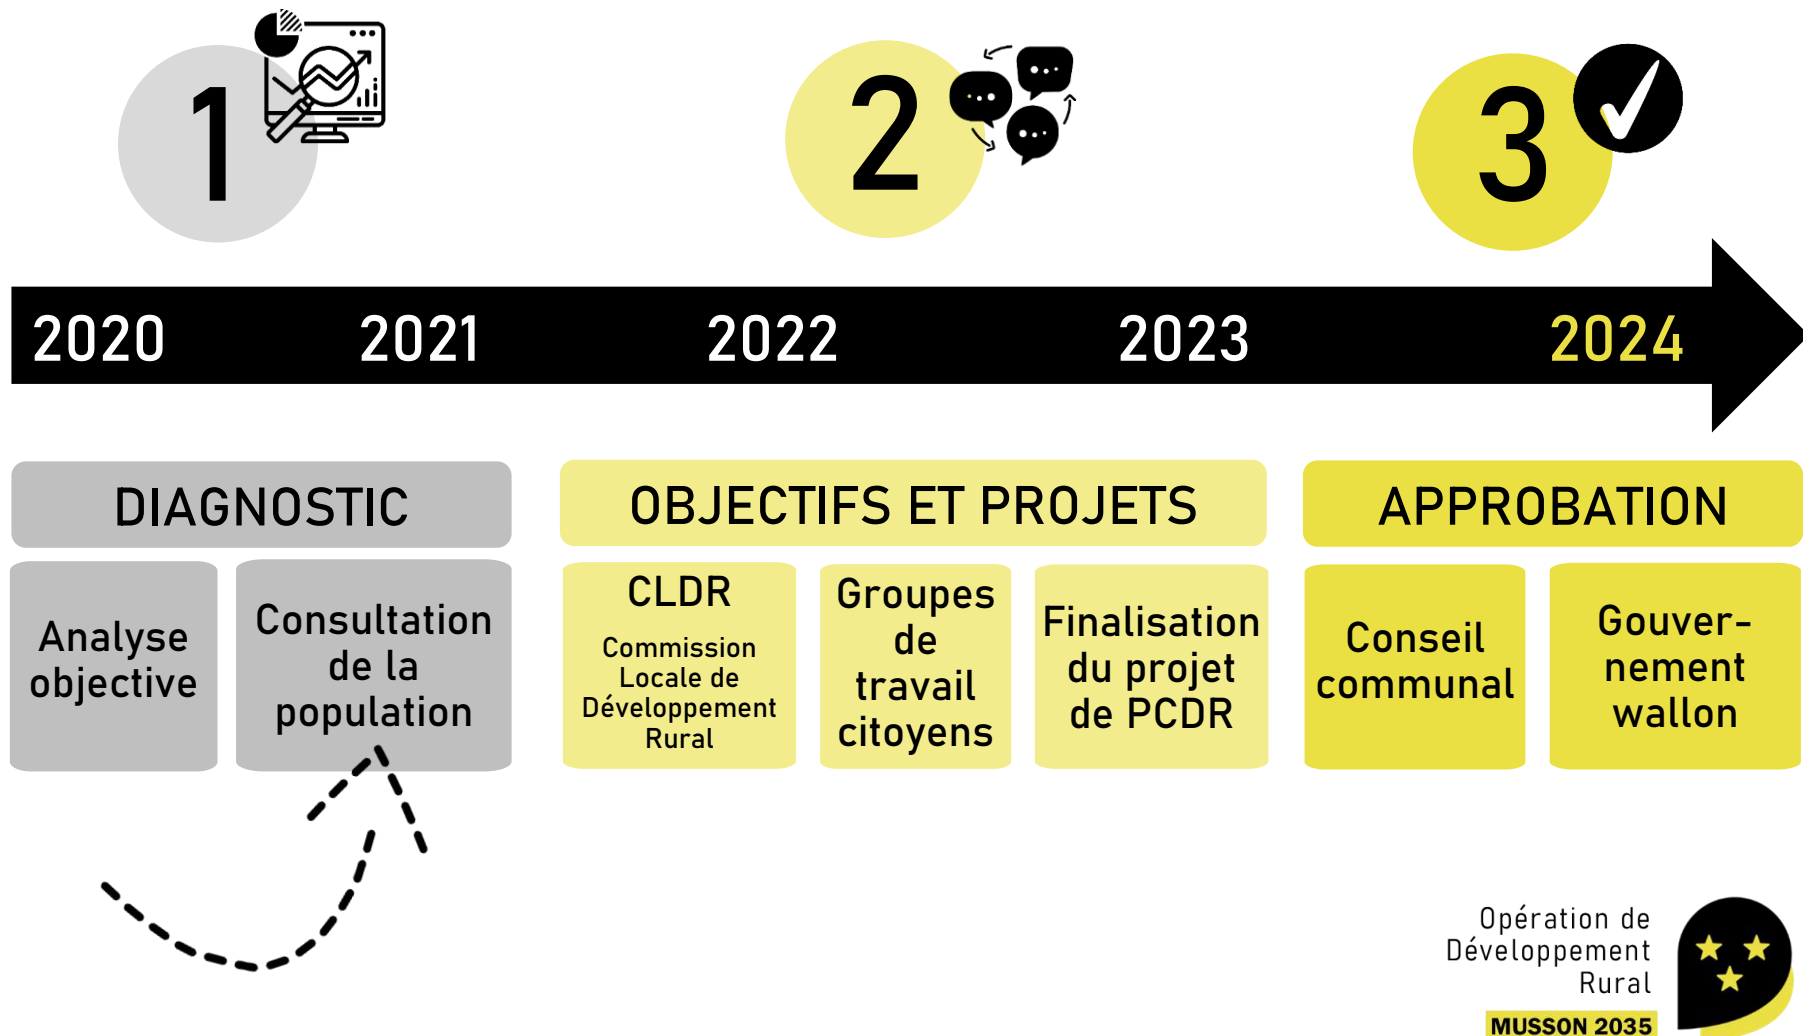 1
2
3
2020
2021
2022
2023
2024
DIAGNOSTIC
Analyse
objective
Consultation
de la
population
OBJECTIFS ET PROJETS
CLDR
Commission
Locale de
Développement
Rural
Groupes
de
travail
citoyens
Finalisation
du projet
de PCDR
APPROBATION
Conseil
communal
Gouver-
nement
wallon
Opération de
Développement
Rural
MUSSON 2035